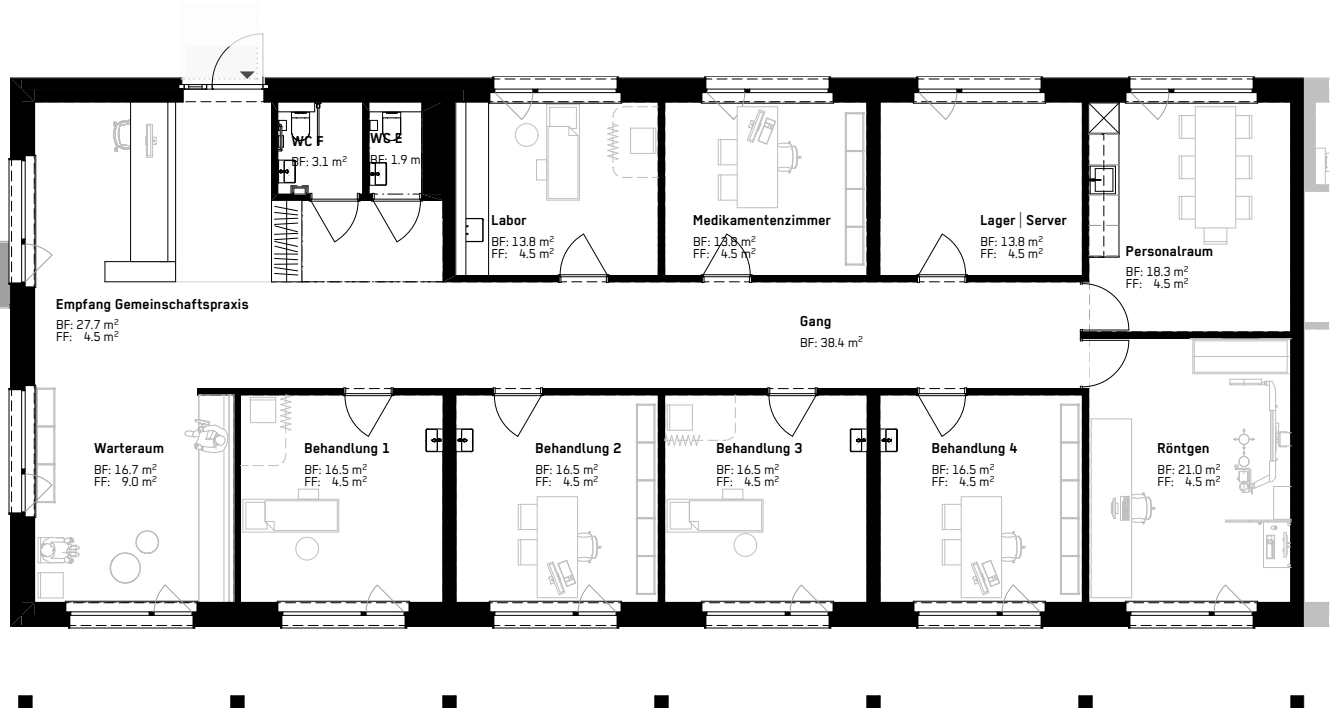 WC F
BF: 3.1 m²
WC E
BF: 1.9 m
Labor
BF: 13.8 m²
FF: 4.5 m²
Medikamentenzimmer
BF: 13.8 m²
FF: 4.5 m²
Lager | Server
BF: 13.8 m²
FF: 4.5 m²
Personalraum
BF: 18.3 m²
FF: 4.5 m²
Empfang Gemeinschaftspraxis
BF: 27.7 m²
FF: 4.5 m²
Gang
BF: 38.4 m²
Warteraum
BF: 16.7 m²
FF: 9.0 m²
Behandlung 1
BF: 16.5 m²
FF: 4.5 m²
Behandlung 2
BF: 16.5 m²
FF: 4.5 m²
Behandlung 3
BF: 16.5 m²
FF: 4.5 m²
Behandlung 4
BF: 16.5 m²
FF: 4.5 m²
Röntgen
BF: 21.0 m²
FF: 4.5 m²